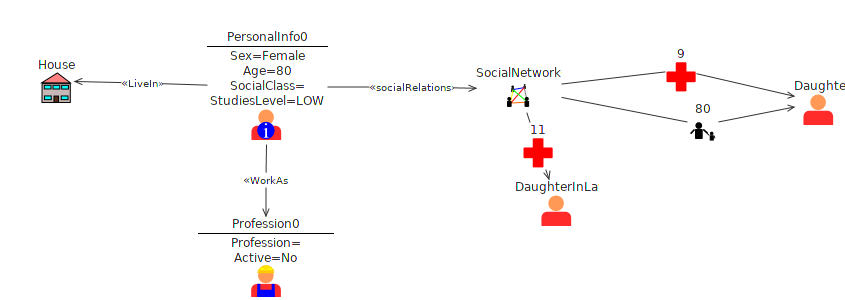 PersonalInfo0
Sex=Female
Age=80
SocialClass=
StudiesLevel=LOW
House
«LiveIn»
«socialRelations»
SocialNetwork
9
Daughte
80
11
DaughterInLa
«WorkAs
Profession0
Profession=
Active=No